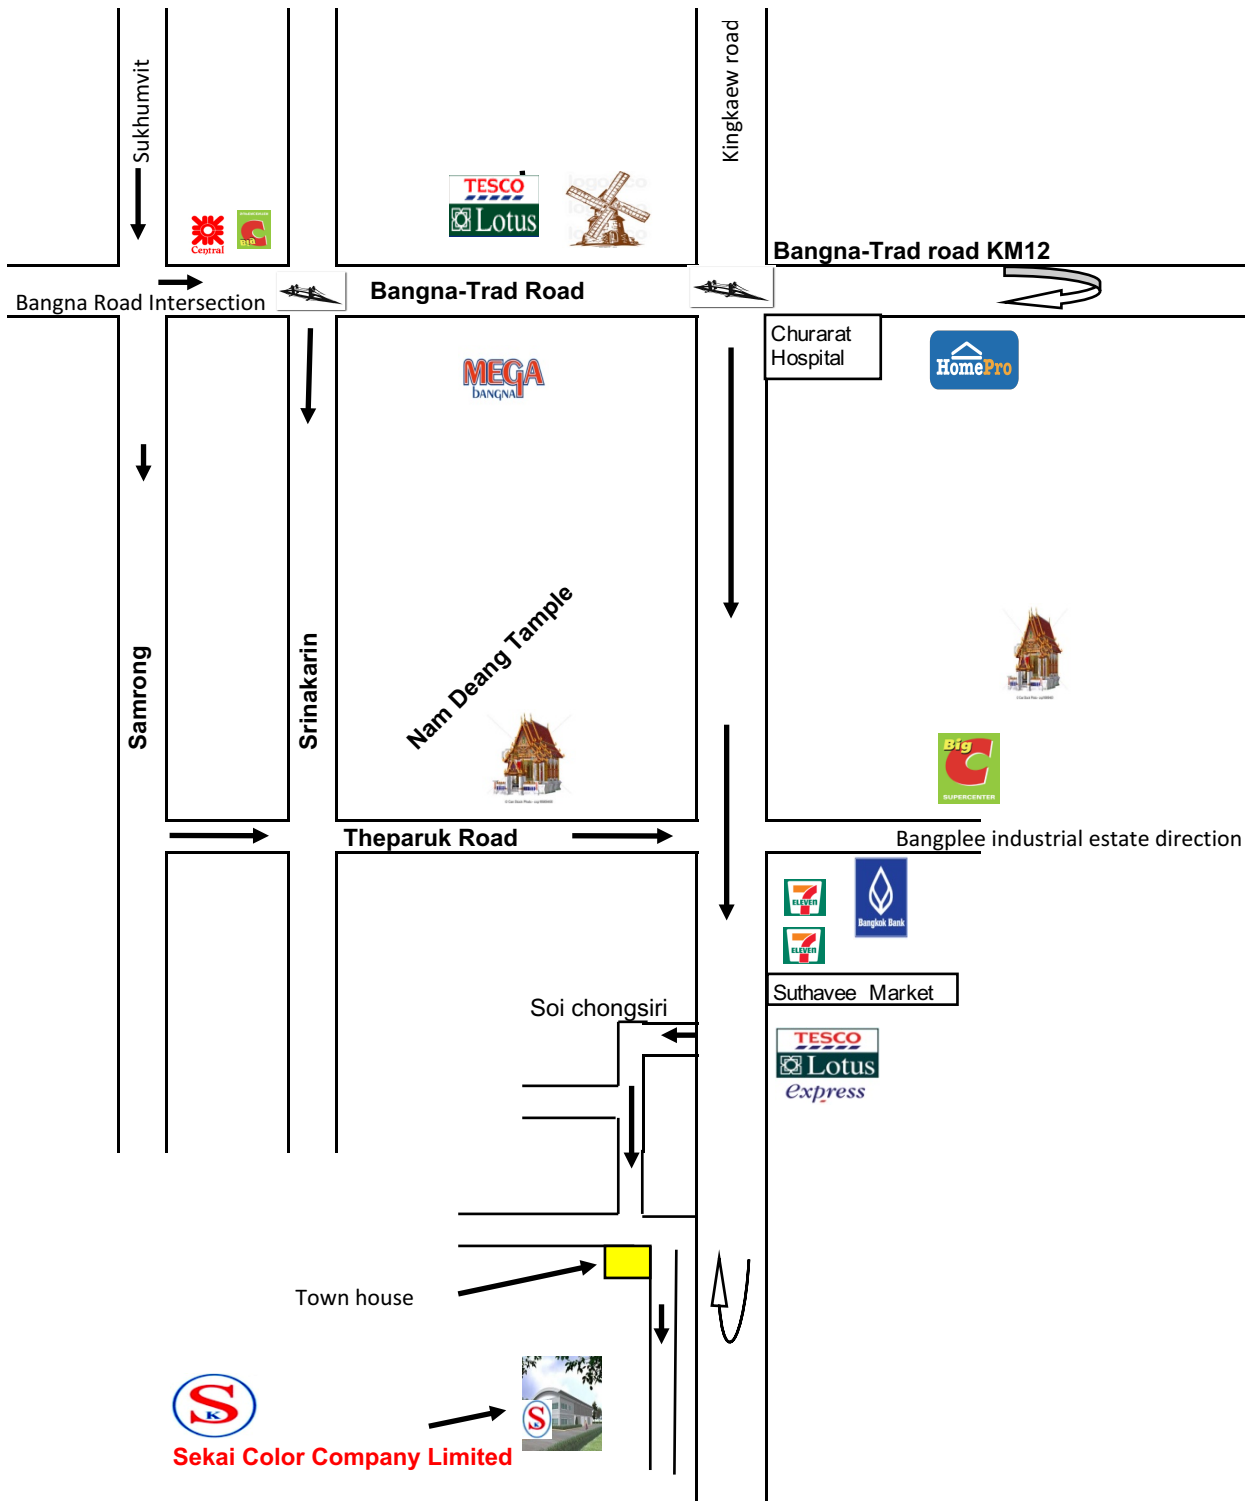 Sukhumvit
Kingkaew road
TESCO
Lotus
Central
Big
C
Bangna-Trad road KM12
Bangna Road Intersection
Bangna-Trad Road
Churarat
Hospital
MEGA
bANGNA
HomePro
Samrong
Srinakarin
Nam Deang Tample
Big
C
SUPERCENTER
Theparuk Road
Bangplee industrial estate direction
7
ELEVEN
Bangkok Bank
7
ELEVEN
Suthavee Market
Soi chongsiri
TESCO
Lotus
express
Town house
S
K
S
K
Sekai Color Company Limited